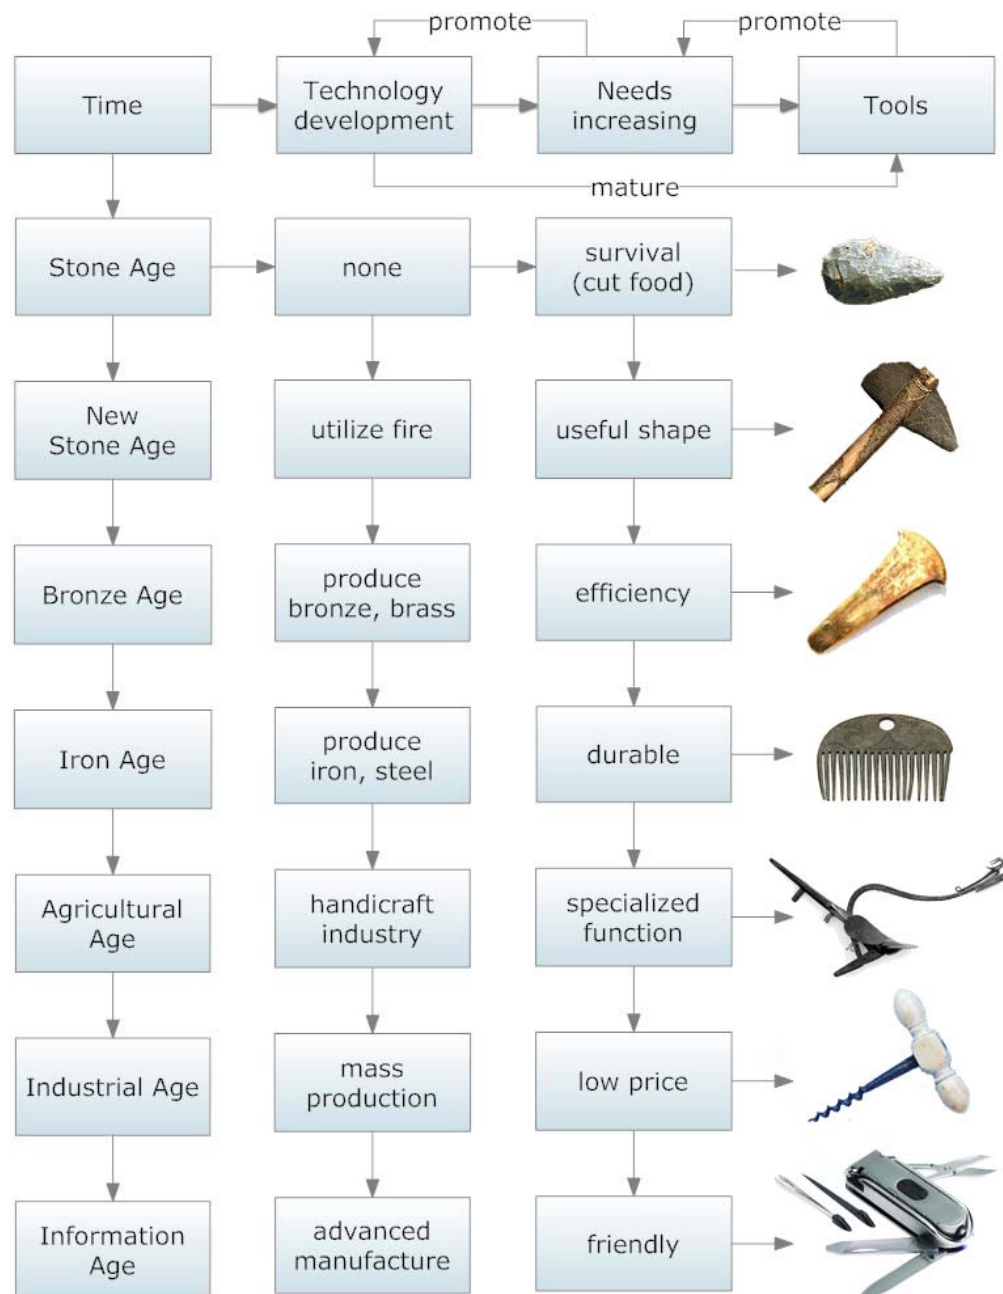 promote
promote
Time
Technology
development
Needs
increasing
Tools
mature
Stone Age
none
survival
(cut food)
New
Stone Age
utilize fire
useful shape
Bronze Age
produce
bronze, brass
efficiency
Iron Age
produce
iron, steel
durable
Agricultural
Age
handicraft
industry
specialized
function
Industrial Age
mass
production
low price
Information
Age
advanced
manufacture
friendly